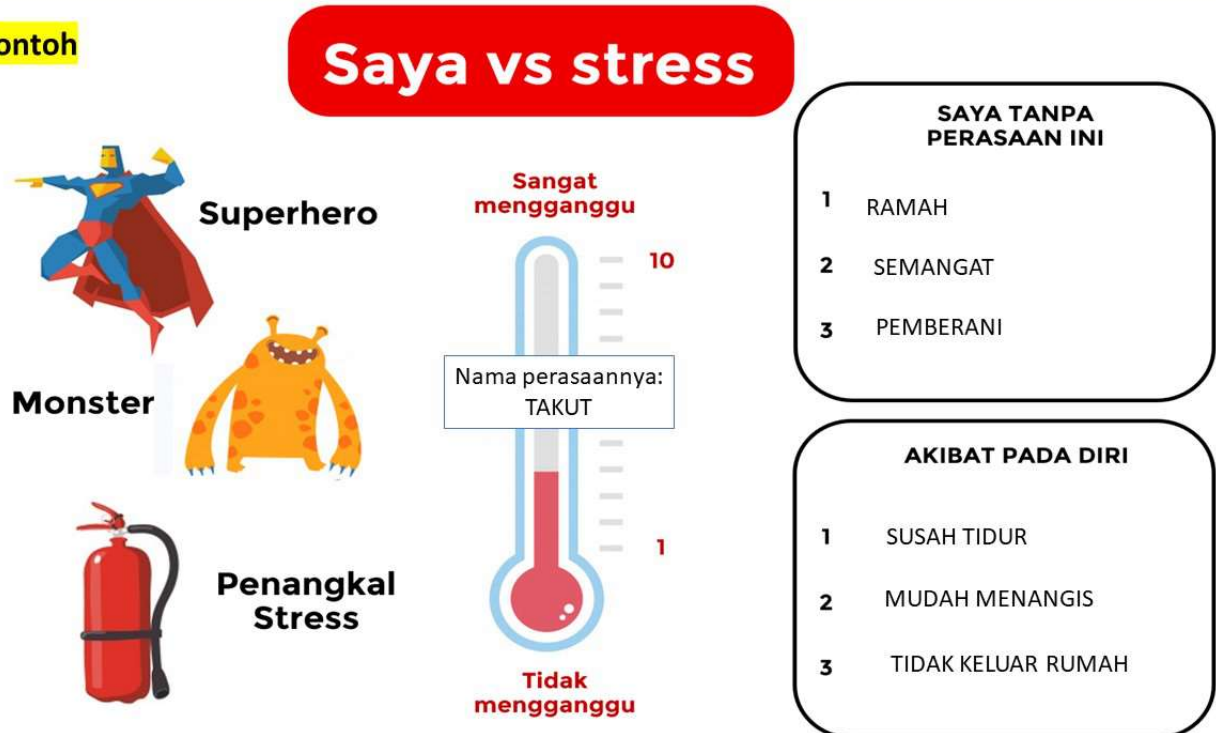 ontoh
Saya vs stress
Superhero
Monster
Penangkal
Stress
Sangat
mengganggu
10
Nama perasaannya:
TAKUT
1
Tidak
mengganggu
SAYA TANPA
PERASAAN INI
1 RAMAH
2 SEMANGAT
3 PEMBERANI
AKIBAT PADA DIRI
1 SUSAH TIDUR
2 MUDAH MENANGIS
3 TIDAK KELUAR RUMAH